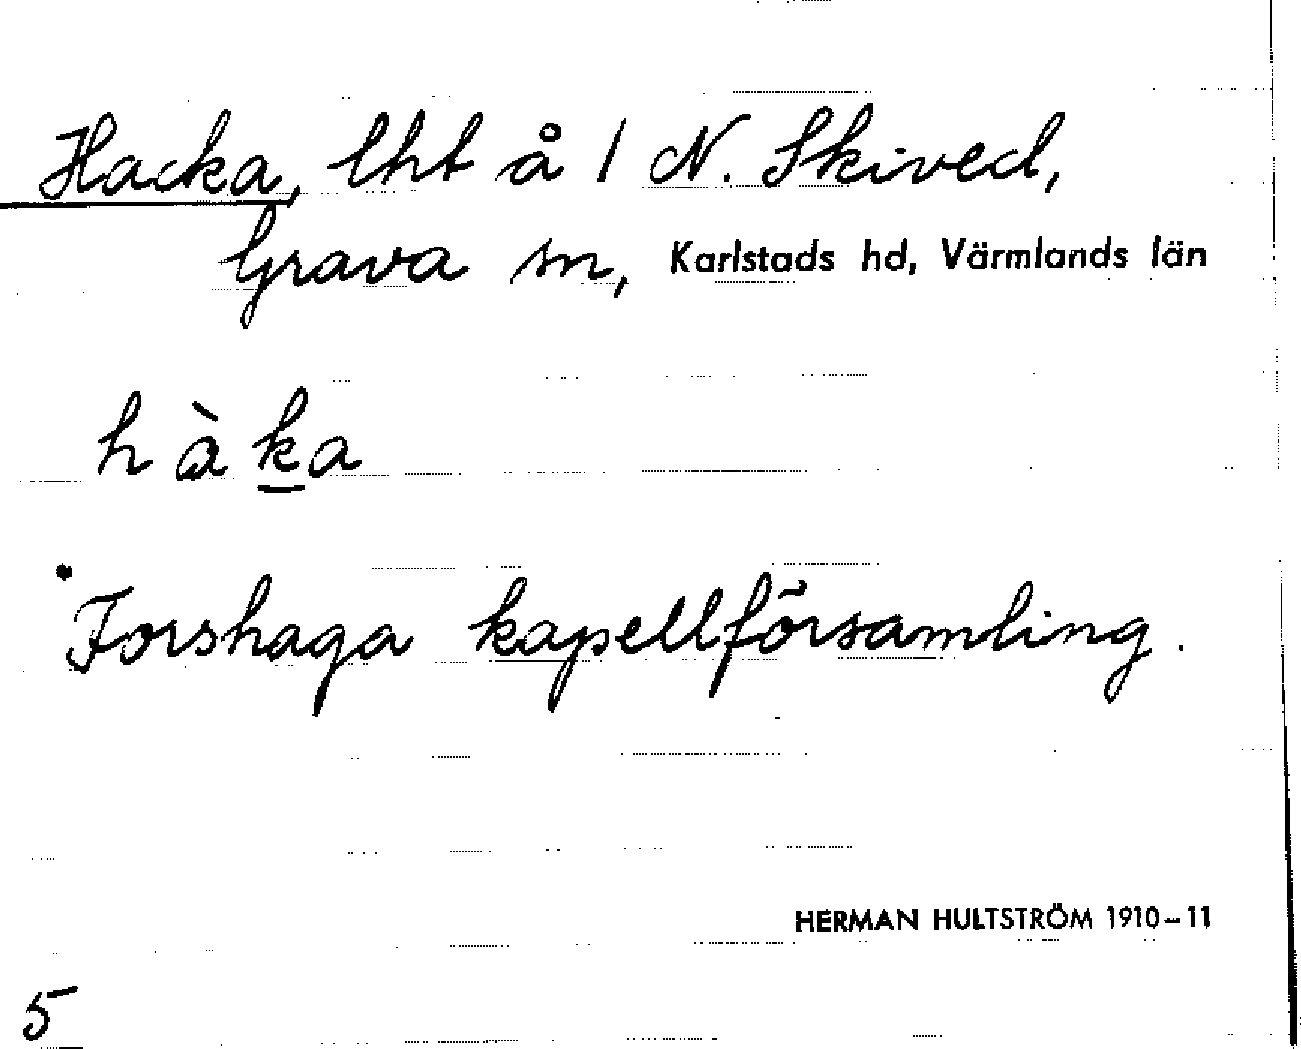 Hacka, lht å 1 N. Skived,
Grava sn, Karlstads hd, Värmlands län
hàka
Forshaga kapellförsamling.
HERMAN HULTSTRÖM 1910-11
5